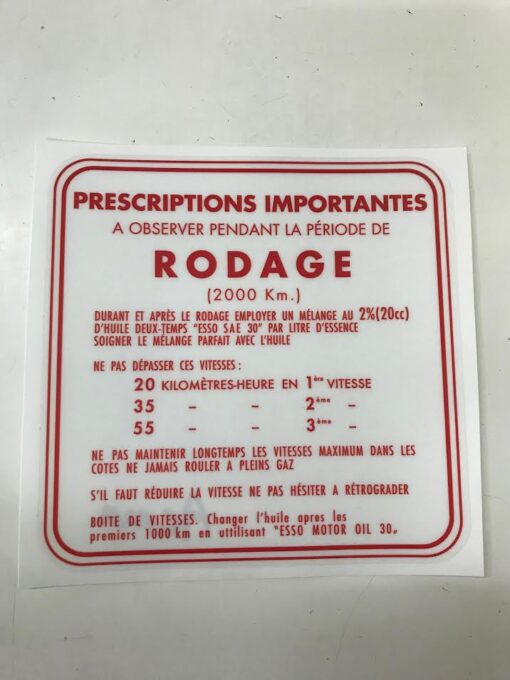 PRESCRIPTIONS IMPORTANTES
A OBSERVER PENDANT LA PÉRIODE DE
RODAGE
(2000 Km.)
DURANT ET APRÈS LE RODAGE EMPLOYER UN MÉLANGE AU 2%(20cc)
D'HUILE DEUX-TEMPS "ESSO SAE 30" PAR LITRE D'ESSENCE
SOIGNER LE MÉLANGE PARFAIT AVEC L'HUILE
NE PAS DÉPASSER CES VITESSES :
20 KILOMÈTRES-HEURE EN 1ère VITESSE
35 – – 2ème –
55 – – 3ème –
NE PAS MAINTENIR LONGTEMPS LES VITESSES MAXIMUM DANS LES
COTES NE JAMAIS ROULER A PLEINS GAZ
S'IL FAUT RÉDUIRE LA VITESSE NE PAS HÉSITER A RÉTROGRADER
BOITE DE VITESSES. Changer l'huile apres les
premiers 1000 km en uttilisant "ESSO MOTOR OIL 30"